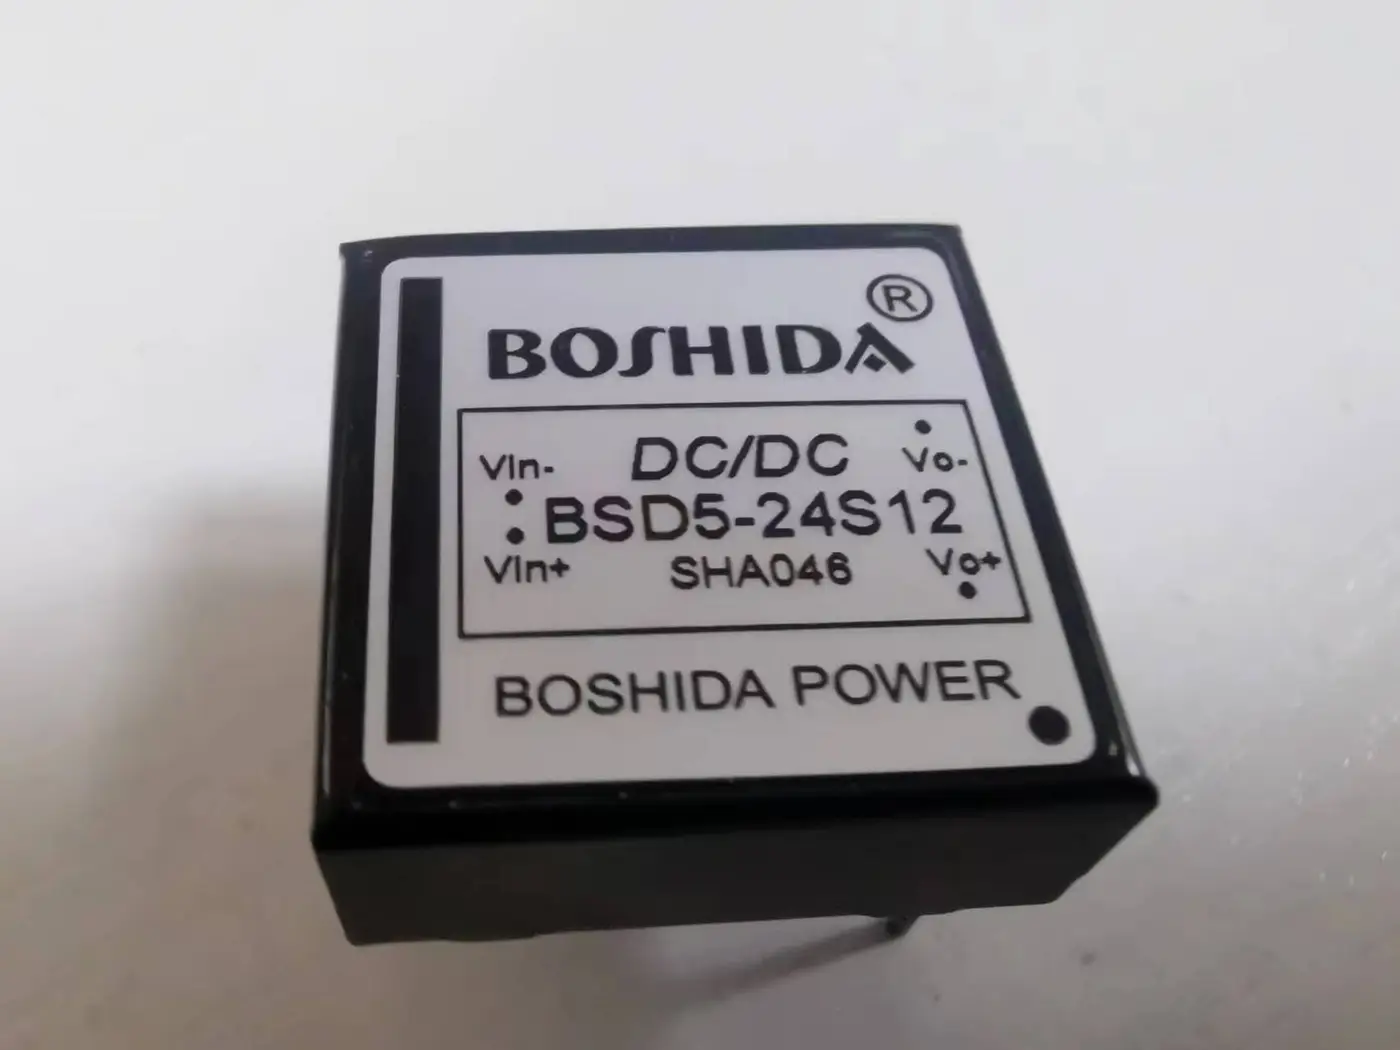 BOSHIDA®
DC/DC
Vin- Vo-
BSD5-24S12
Vin+ SHA046 Vo+
BOSHIDA POWER